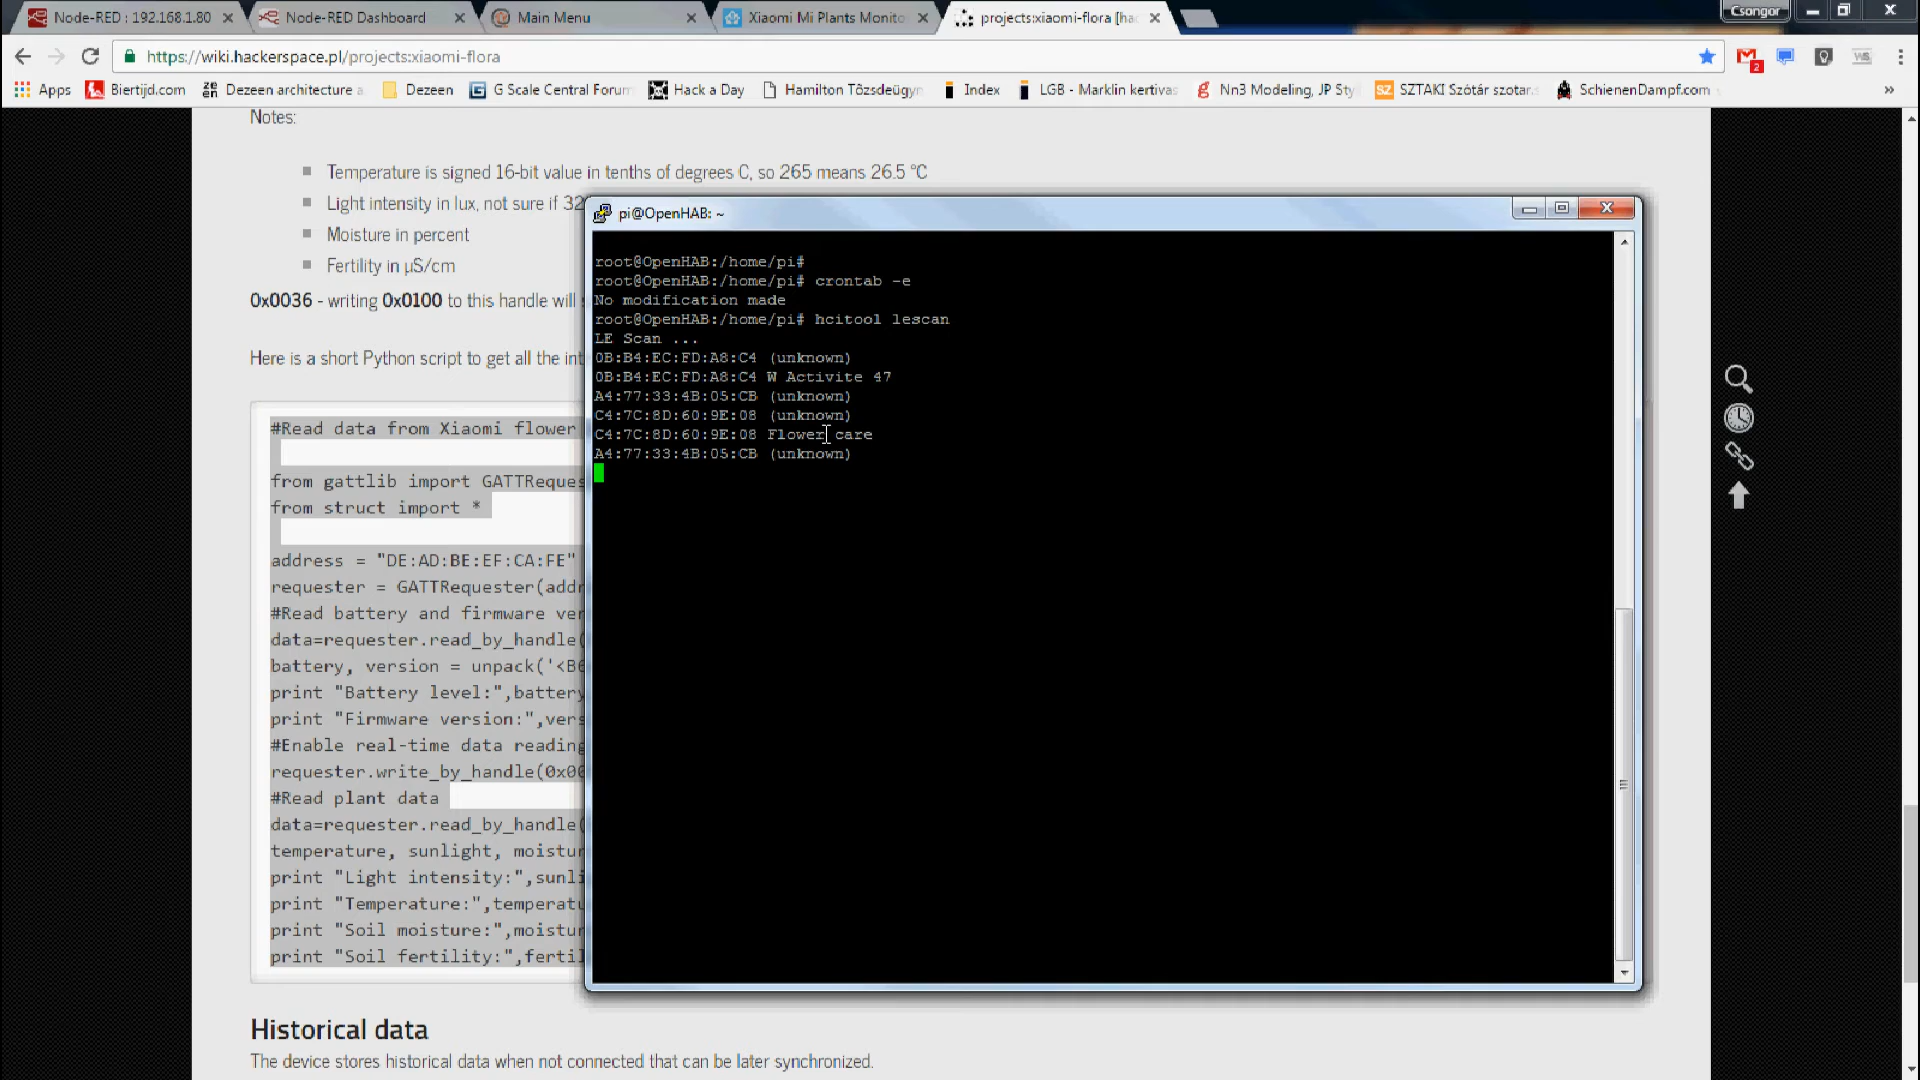 Node-RED : 192.168.1.80
Node-RED Dashboard
Main Menu
Xiaomi Mi Plants Monito
projects:xiaomi-flora [ha
Csongor
https://wiki.hackerspace.pl/projects:xiaomi-flora
2
Apps
Biertijd.com
Dezeen architecture a
Dezeen
G Scale Central Forum
Hack a Day
Hamilton Tőzsdeügyn
Index
LGB - Marklin kertivas
Nn3 Modeling, JP Sty
SZTAKI Szótár szotar.
SchienenDampf.com
»
Notes:
Temperature is signed 16-bit value in tenths of degrees C, so 265 means 26.5 °C
Light intensity in lux, not sure if 32
Moisture in percent
Fertility in µS/cm
0x0036 - writing 0x0100 to this handle will
Here is a short Python script to get all the in
#Read data from Xiaomi flower
from gattlib import GATTReques
from struct import *
address = "DE:AD:BE:EF:CA:FE"
requester = GATTRequester(addr
#Read battery and firmware ver
data=requester.read_by_handle(
battery, version = unpack('<B6
print "Battery level:",battery
print "Firmware version:",vers
#Enable real-time data reading
requester.write_by_handle(0x00
#Read plant data
data=requester.read_by_handle(
temperature, sunlight, moistur
print "Light intensity:",sunli
print "Temperature:",temperatu
print "Soil moisture:",moistur
print "Soil fertility:",fertil
Historical data
The device stores historical data when not connected that can be later synchronized.
pi@OpenHAB: ~
root@OpenHAB:/home/pi#
root@OpenHAB:/home/pi# crontab -e
No modification made
root@OpenHAB:/home/pi# hcitool lescan
LE Scan ...
0B:B4:EC:FD:A8:C4 (unknown)
0B:B4:EC:FD:A8:C4 W Activite 47
A4:77:33:4B:05:CB (unknown)
C4:7C:8D:60:9E:08 (unknown)
C4:7C:8D:60:9E:08 Flower care
A4:77:33:4B:05:CB (unknown)